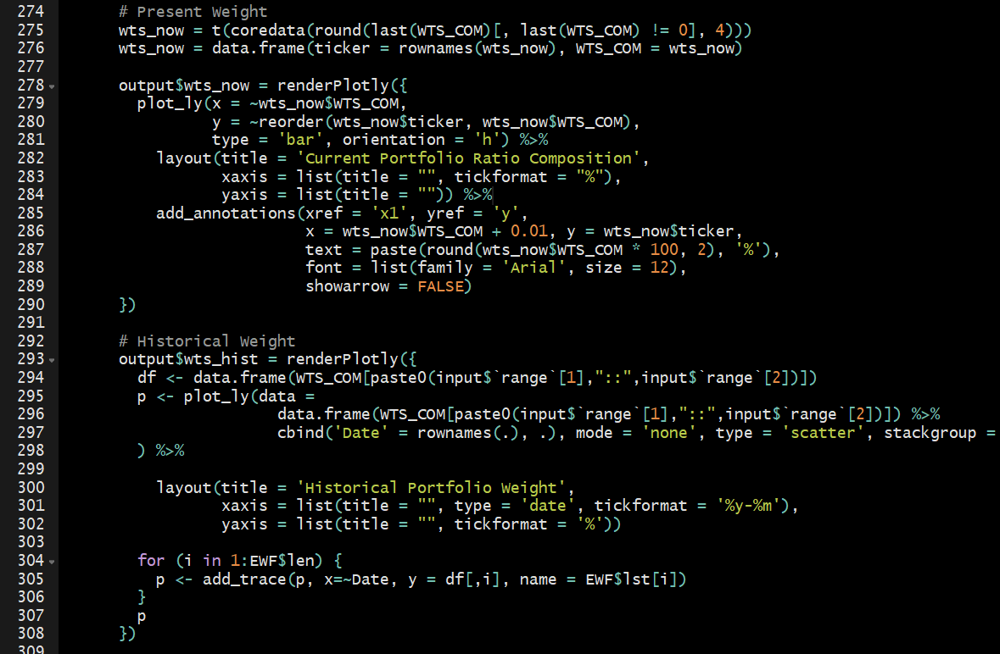 274 # Present Weight
275 wts_now = t(coredata(round(last(WTS_COM)[, last(WTS_COM) != 0], 4)))
276 wts_now = data.frame(ticker = rownames(wts_now), WTS_COM = wts_now)
277
278 output$wts_now = renderPlotly({
279 plot_ly(x = ~wts_now$WTS_COM,
280 y = ~reorder(wts_now$ticker, wts_now$WTS_COM),
281 type = 'bar', orientation = 'h') %>%
282 layout(title = 'Current Portfolio Ratio Composition',
283 xaxis = list(title = "", tickformat = "%"),
284 yaxis = list(title = "")) %>%
285 add_annotations(xref = 'x1', yref = 'y',
286 x = wts_now$WTS_COM + 0.01, y = wts_now$ticker,
287 text = paste(round(wts_now$WTS_COM * 100, 2), '%'),
288 font = list(family = 'Arial', size = 12),
289 showarrow = FALSE)
290 })
291
292 # Historical Weight
293 output$wts_hist = renderPlotly({
294 df <- data.frame(WTS_COM[paste0(input$`range`[1],"::",input$`range`[2])])
295 p <- plot_ly(data =
296 data.frame(WTS_COM[paste0(input$`range`[1],"::",input$`range`[2])]) %>%
297 cbind('Date' = rownames(.), .), mode = 'none', type = 'scatter', stackgroup =
298 ) %>%
299
300 layout(title = 'Historical Portfolio Weight',
301 xaxis = list(title = "", type = 'date', tickformat = '%y-%m'),
302 yaxis = list(title = "", tickformat = '%'))
303
304 for (i in 1:EWF$len) {
305 p <- add_trace(p, x=~Date, y = df[,i], name = EWF$lst[i])
306 }
307 p
308 })
309